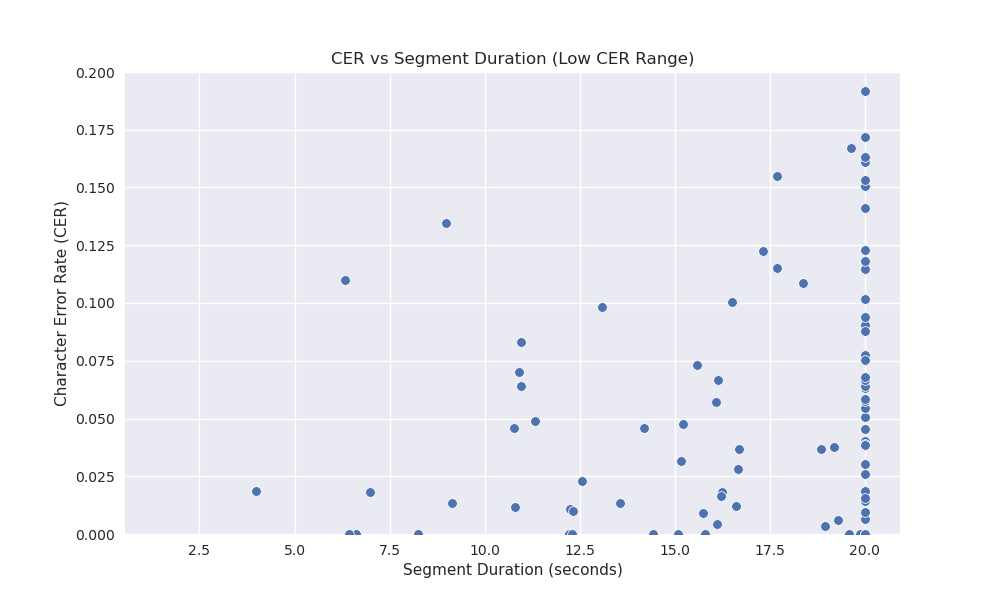 CER vs Segment Duration (Low CER Range)
0.200
0.175
0.150
0.125
0.100
0.075
0.050
0.025
0.000
Character Error Rate (CER)
2.5 5.0 7.5 10.0 12.5 15.0 17.5 20.0
Segment Duration (seconds)